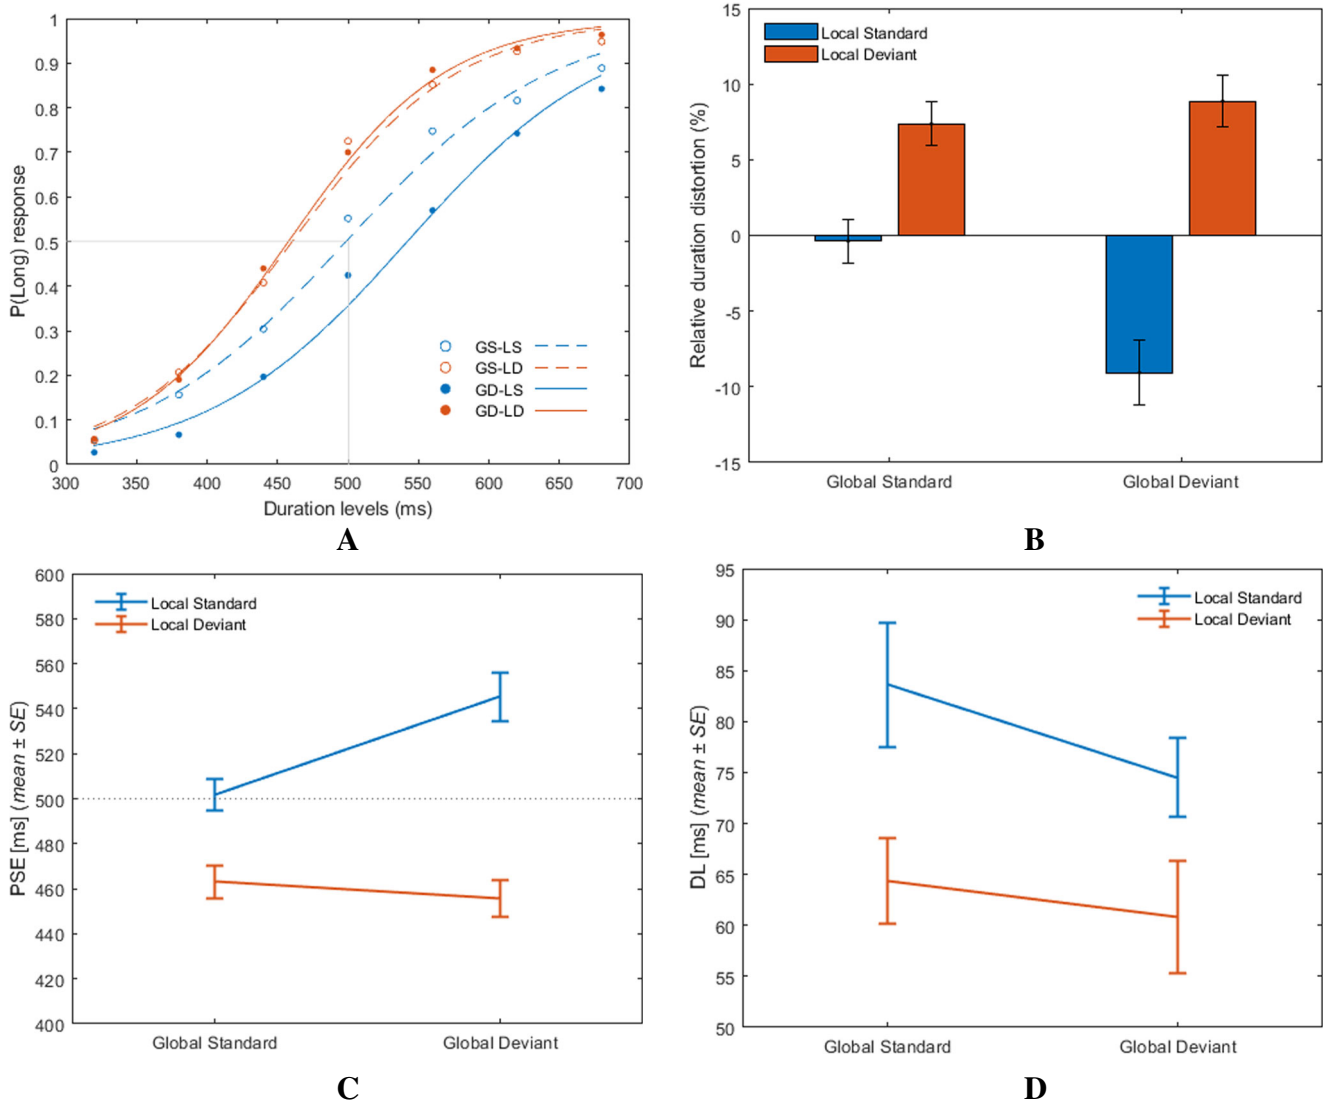 1
0.9
0.8
0.7
0.6
0.5
0.4
0.3
0.2
0.1
0
P(Long) response
GS-LS
GS-LD
GD-LS
GD-LD
300 350 400 450 500 550 600 650 700
Duration levels (ms)
A
15
10
5
0
-5
-10
-15
Relative duration distortion (%)
Local Standard
Local Deviant
Global Standard Global Deviant
B
600
580
560
540
520
500
480
460
440
420
400
PSE [ms] (mean ± SE)
Local Standard
Local Deviant
Global Standard Global Deviant
C
95
90
85
80
75
70
65
60
55
50
DL [ms] (mean ± SE)
Local Standard
Local Deviant
Global Standard Global Deviant
D